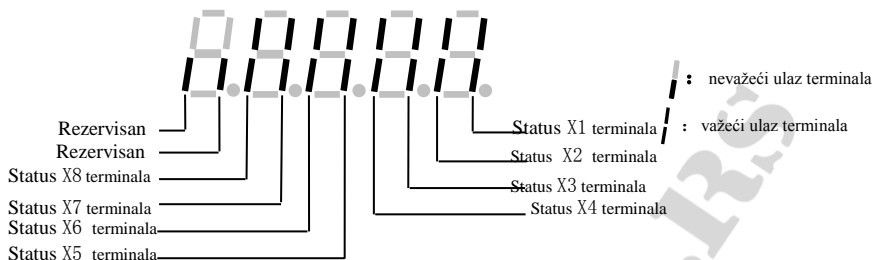 Rezervisan
Rezervisan
Status X8 terminala
Status X7 terminala
Status X6 terminala
Status X5 terminala
Status X1 terminala
Status X2 terminala
Status X3 terminala
Status X4 terminala
: nevažeći ulaz terminala
: važeći ulaz terminala